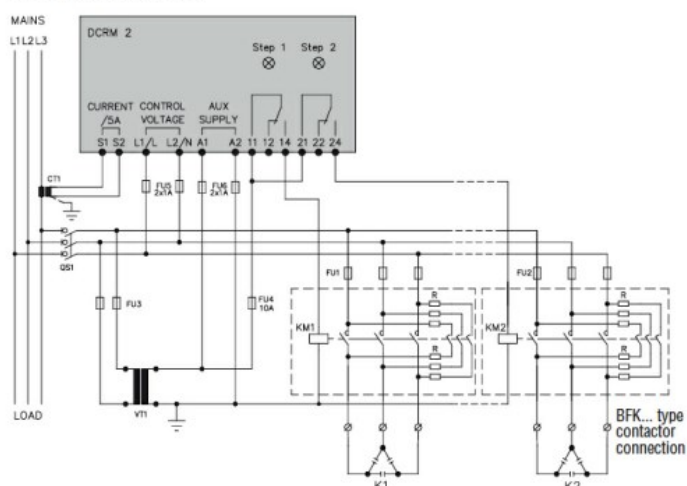 MAINS
L1 L2 L3
DCRM 2
Step 1 Step 2
CURRENT
/5A
CONTROL
VOLTAGE
AUX
SUPPLY
S1 S2 L1/L L2/N A1 A2 11 12 14 21 22 24
CT1
FU5
2x1A
FU6
2x1A
QS1
FU3
FU4
10A
FU1
FU2
R
R
KM1
KM2
R
R
LOAD
VT1
BFK... type
contactor
connection
K1
K2